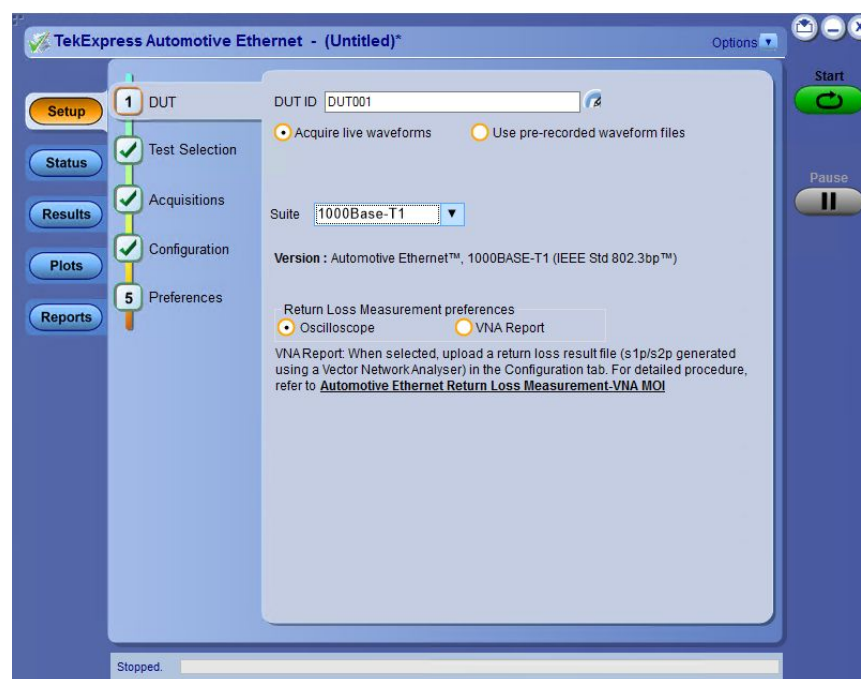 TekExpress Automotive Ethernet - (Untitled)*
Options
Start
Pause
Setup
Status
Results
Plots
Reports
1 DUT
Test Selection
Acquisitions
Configuration
5 Preferences
DUT ID DUT001
Acquire live waveforms
Use pre-recorded waveform files
Suite 1000Base-T1
Version : Automotive Ethernet™, 1000BASE-T1 (IEEE Std 802.3bp™)
Return Loss Measurement preferences
Oscilloscope
VNA Report
VNA Report: When selected, upload a return loss result file (s1p/s2p generated
using a Vector Network Analyser) in the Configuration tab. For detailed procedure,
refer to Automotive Ethernet Return Loss Measurement-VNA MOI
Stopped.